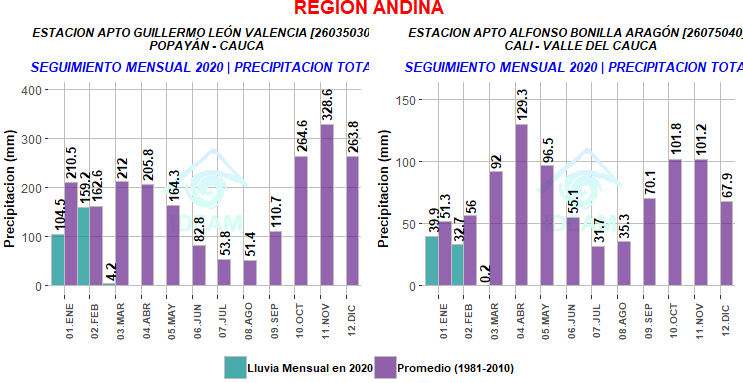 REGIÓN ANDINA
ESTACION APTO GUILLERMO LEÓN VALENCIA [26035030
POPAYÁN - CAUCA
SEGUIMIENTO MENSUAL 2020 | PRECIPITACION TOTA
Precipitacion (mm)
400
300
200
100
0
104.5
210.5
159.2
162.6
4.2
212
205.8
164.3
82.8
53.8
51.4
110.7
264.6
328.6
263.8
IDEAM
01.ENE
02.FEB
03.MAR
04.ABR
05.MAY
06.JUN
07.JUL
08.AGO
09.SEP
10.OCT
11.NOV
12.DIC
ESTACION APTO ALFONSO BONILLA ARAGÓN [26075040]
CALI - VALLE DEL CAUCA
SEGUIMIENTO MENSUAL 2020 | PRECIPITACION TOTA
Precipitacion (mm)
150
100
50
0
39.9
51.3
32.7
56
0.2
92
129.3
96.5
55.1
31.7
35.3
70.1
101.8
101.2
67.9
IDEAM
01.ENE
02.FEB
03.MAR
04.ABR
05.MAY
06.JUN
07.JUL
08.AGO
09.SEP
10.OCT
11.NOV
12.DIC
Lluvia Mensual en 2020
Promedio (1981-2010)